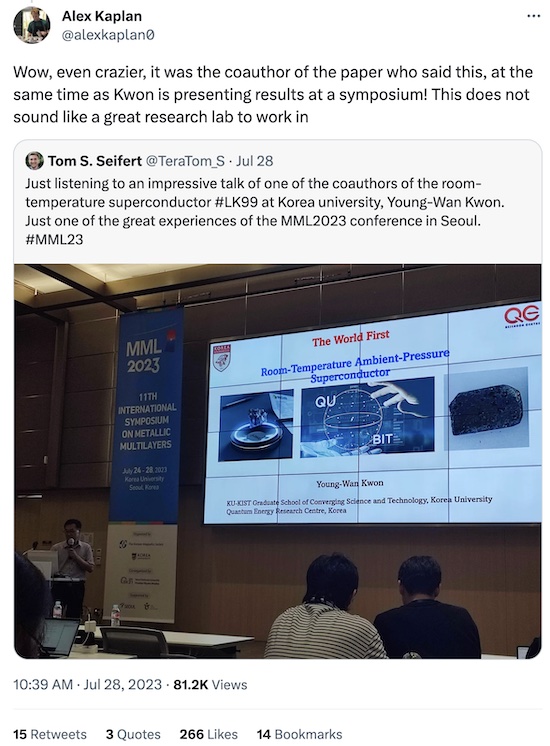 Alex Kaplan
@alexkaplan0
Wow, even crazier, it was the coauthor of the paper who said this, at the
same time as Kwon is presenting results at a symposium! This does not
sound like a great research lab to work in
Tom S. Seifert @TeraTom_S · Jul 28
Just listening to an impressive talk of one of the coauthors of the room-
temperature superconductor #LK99 at Korea university, Young-Wan Kwon.
Just one of the great experiences of the MML2023 conference in Seoul.
#MML23
MML
2023
11TH
INTERNATIONAL
SYMPOSIUM
ON METALLIC
MULTILAYERS
July 24 - 28, 2023
Korea University
Seoul, Korea
KOREA
The World First
Room-Temperature Ambient-Pressure
Superconductor
QU
BIT
Young-Wan Kwon
KU-KIST Graduate School of Converging Science and Technology, Korea University
Quantum Energy Research Centre, Korea
10:39 AM · Jul 28, 2023 · 81.2K Views
15 Retweets 3 Quotes 266 Likes 14 Bookmarks